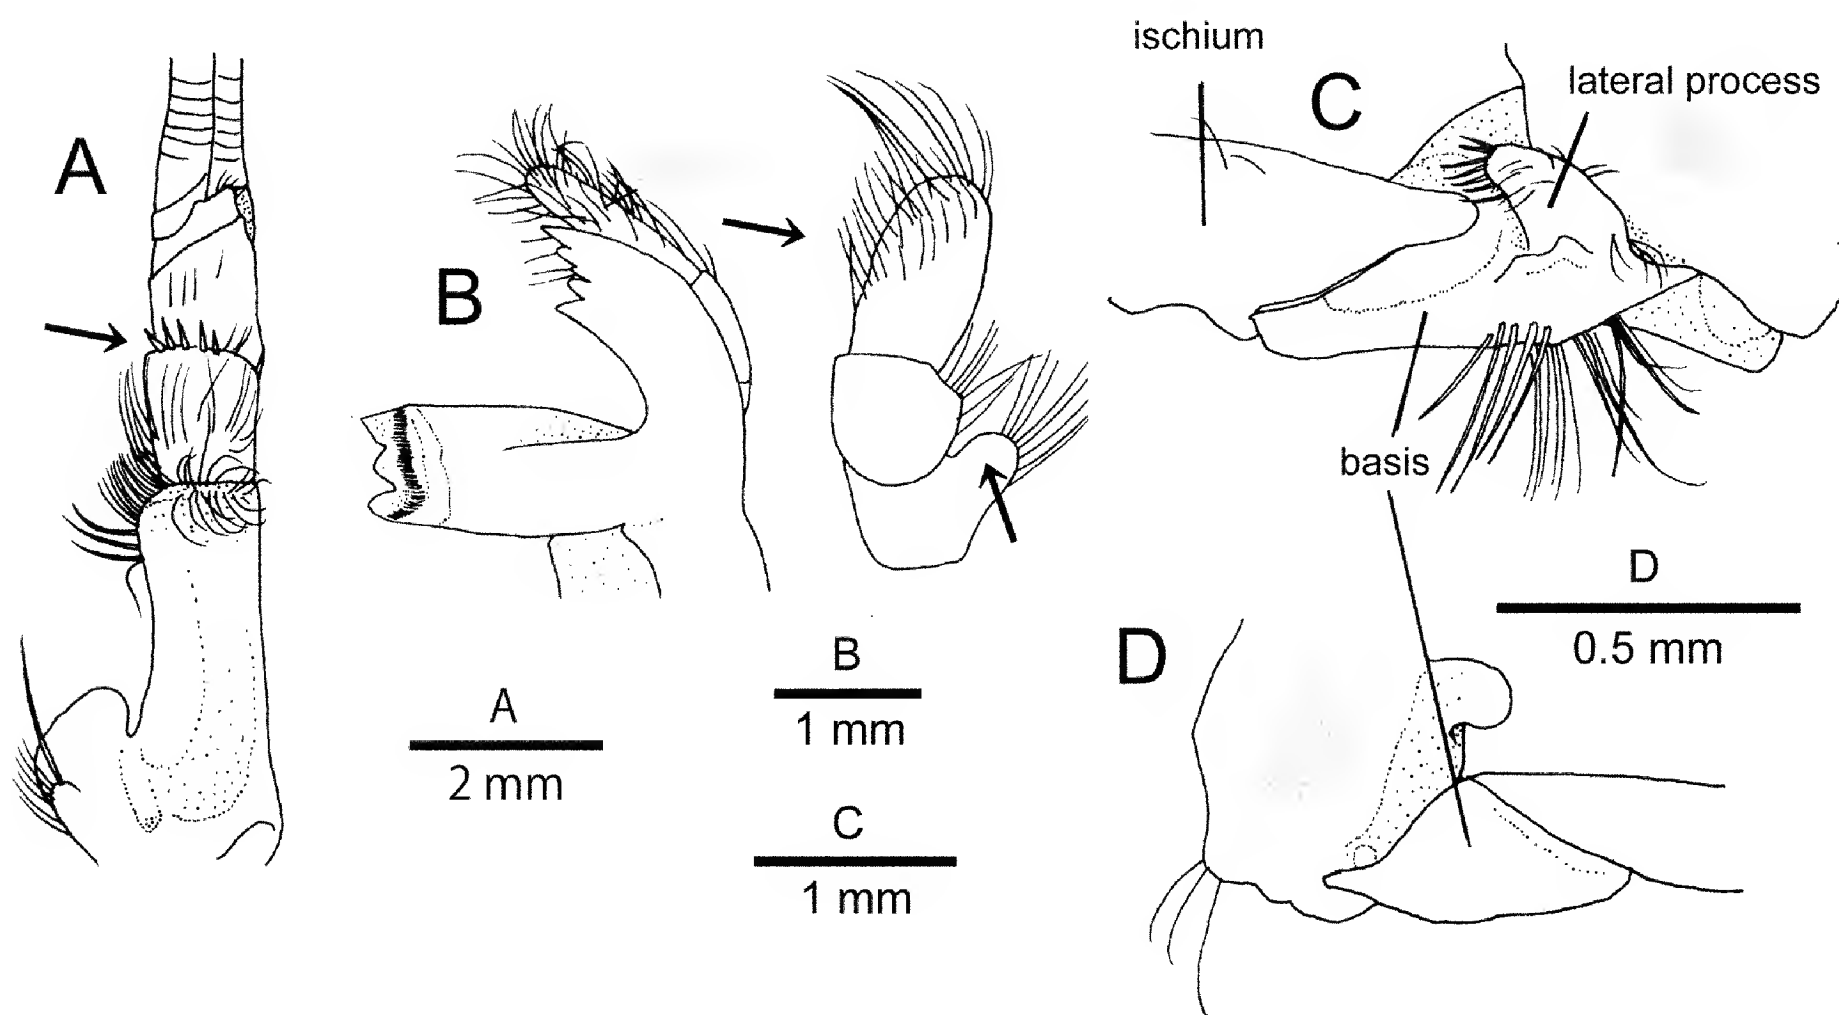 ischium
C
lateral process
A
B
basis
D
0.5 mm
D
B
1 mm
A
2 mm
C
1 mm